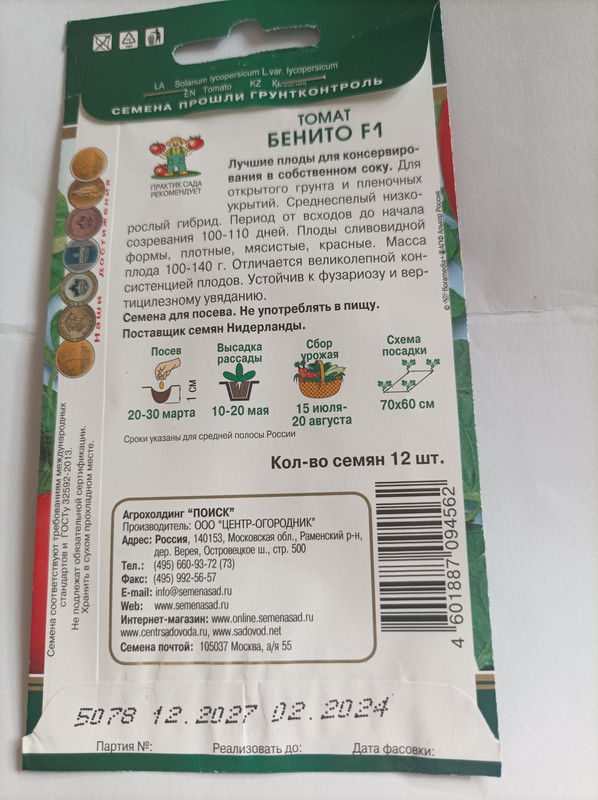 LA Solanum lycopersicum L.var. lycopersicum
EN Tomato KZ
СЕМЕНА ПРОШЛИ ГРУНТКОНТРОЛЬ
ТОМАТ
БЕНИТО F1
ПРАКТИК САДА
РЕКОМЕНДУЕТ
Лучшие плоды для консервиро-
вания в собственном соку. Для
открытого грунта и пленочных
укрытий. Среднеспелый низко-
рослый гибрид. Период от всходов до начала
созревания 100-110 дней. Плоды сливовидной
формы, плотные, мясистые, красные. Масса
плода 100-140 г. Отличается великолепной кон-
систенцией плодов. Устойчив к фузариозу и вер-
тициллезному увяданию.
Семена для посева. Не употреблять в пищу.
Поставщик семян Нидерланды.
Наши достижения
Посев
1 см
20-30 марта
Высадка
рассады
10-20 мая
Сбор
урожая
15 июля-
20 августа
Схема
посадки
70х60 см
Сроки указаны для средней полосы России
Кол-во семян 12 шт.
Семена соответствуют требованиям международных
стандартов и ГОСТу 32592-2013.
Не подлежат обязательной сертификации.
Хранить в сухом прохладном месте.
Агрохолдинг "ПОИСК"
Производитель: ООО "ЦЕНТР-ОГОРОДНИК"
Адрес: Россия, 140153, Московская обл., Раменский р-н,
дер. Верея, Островецкое ш., стр. 500
Тел.: (495) 660-93-72 (73)
Факс: (495) 992-56-57
E-mail: info@semenasad.ru
Web: www.semenasad.ru
Интернет-магазин: www.online.semenasad.ru
www.centrsadovoda.ru, www.sadovod.net
Семена почтой: 105037 Москва, а/я 55
4 601887 094562
5078 12.2027 02.2024
Партия №: Реализовать до: Дата фасовки: